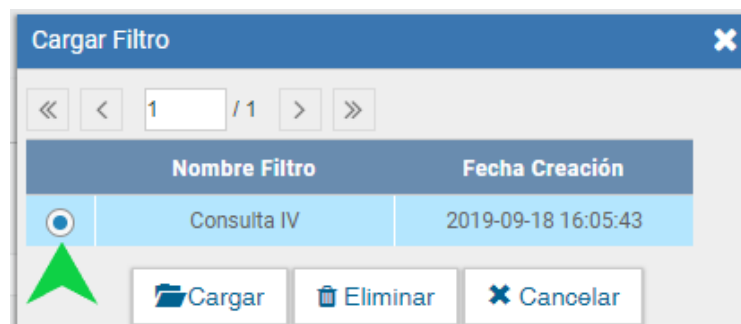 Cargar Filtro
1 / 1
Nombre Filtro Fecha Creación
Consulta IV 2019-09-18 16:05:43
Cargar Eliminar Cancelar